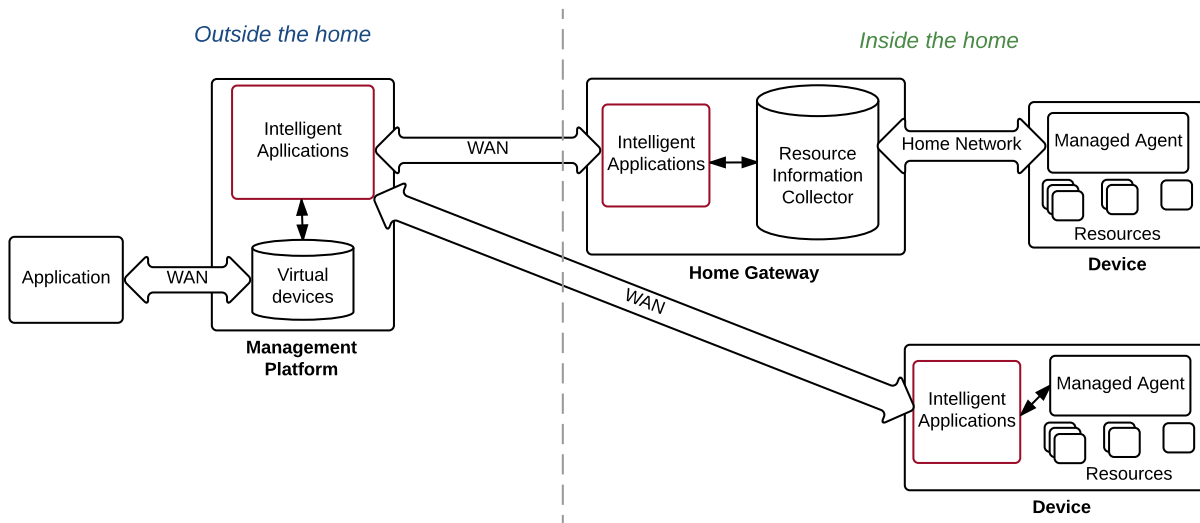 Outside the home
Inside the home
Intelligent
Apllications
WAN
Intelligent
Applications
Resource
Information
Collector
Home Network
Managed Agent
Resources
Device
Home Gateway
Application
WAN
Virtual
devices
Management
Platform
WAN
Intelligent
Applications
Managed Agent
Resources
Device